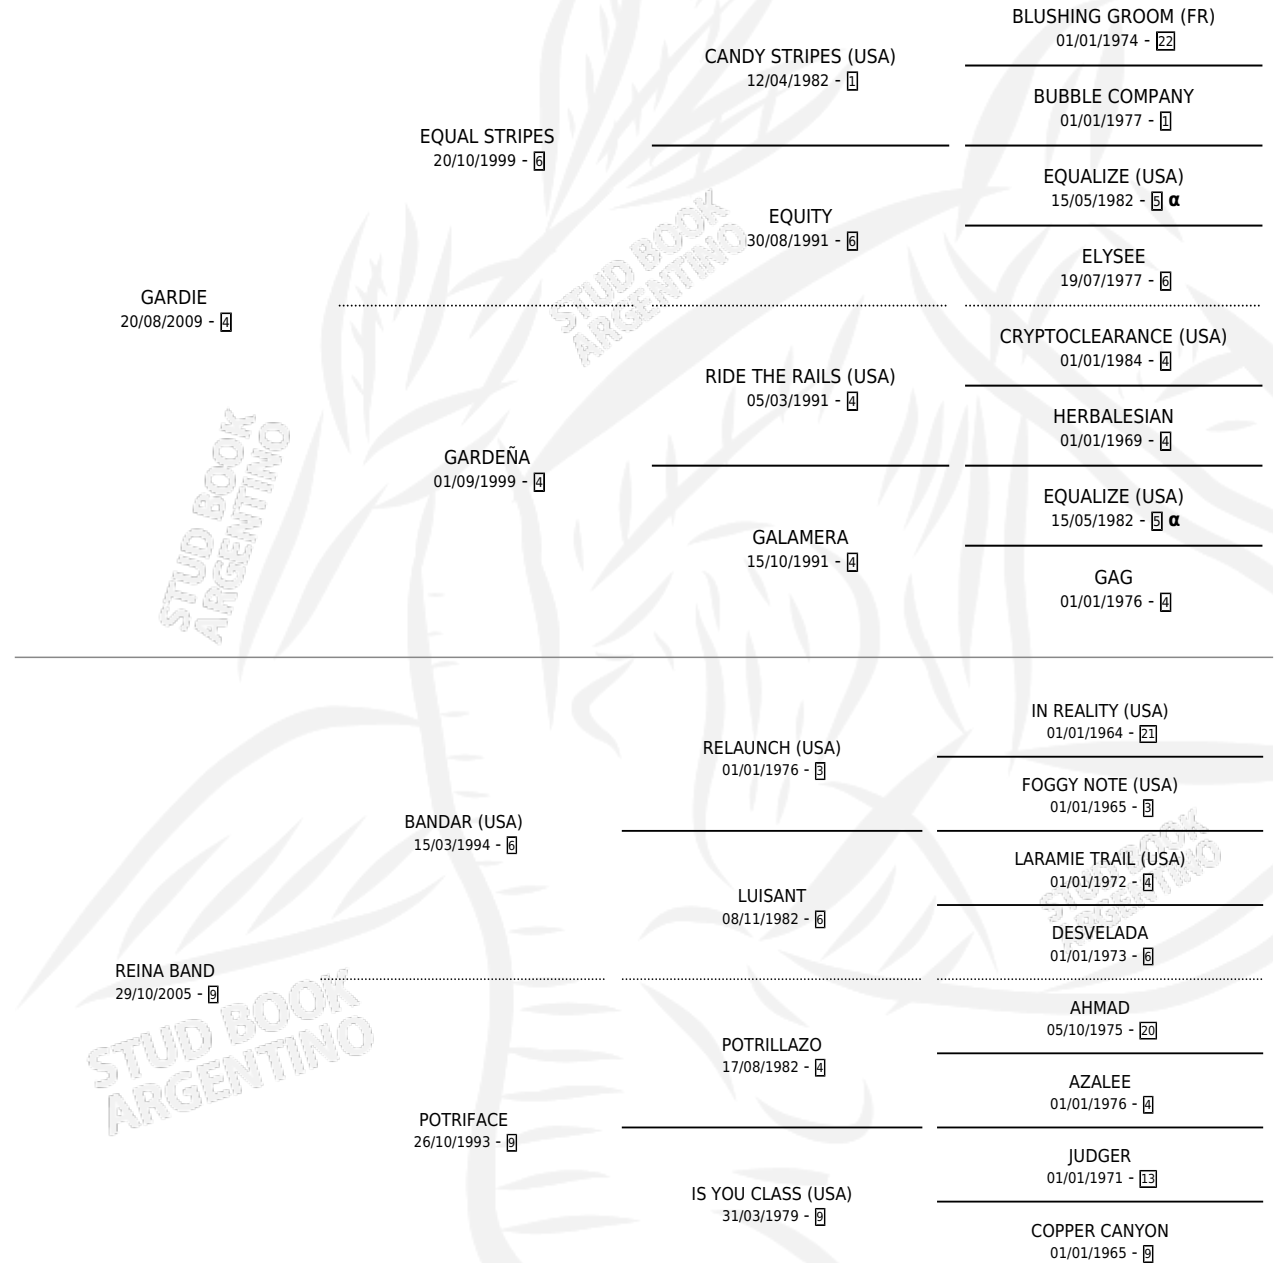 BLUSHING GROOM (FR)
01/01/1974 - 22
CANDY STRIPES (USA)
12/04/1982 - 1
BUBBLE COMPANY
01/01/1977 - 1
EQUAL STRIPES
20/10/1999 - 6
EQUALIZE (USA)
15/05/1982 - 5 α
EQUITY
30/08/1991 - 6
ELYSEE
19/07/1977 - 6
GARDIE
20/08/2009 - 4
CRYPTOCLEARANCE (USA)
01/01/1984 - 4
RIDE THE RAILS (USA)
05/03/1991 - 4
HERBALESIAN
01/01/1969 - 4
GARDEÑA
01/09/1999 - 4
EQUALIZE (USA)
15/05/1982 - 5 α
GALAMERA
15/10/1991 - 4
GAG
01/01/1976 - 4
STUD BOOK
ARGENTINO
STUD BOOK
ARGENTINO
IN REALITY (USA)
01/01/1964 - 21
RELAUNCH (USA)
01/01/1976 - 3
FOGGY NOTE (USA)
01/01/1965 - 3
BANDAR (USA)
15/03/1994 - 6
LARAMIE TRAIL (USA)
01/01/1972 - 4
LUISANT
08/11/1982 - 6
DESVELADA
01/01/1973 - 6
REINA BAND
29/10/2005 - 9
AHMAD
05/10/1975 - 20
POTRILLAZO
17/08/1982 - 4
AZALEE
01/01/1976 - 4
POTRIFACE
26/10/1993 - 9
JUDGER
01/01/1971 - 13
IS YOU CLASS (USA)
31/03/1979 - 9
COPPER CANYON
01/01/1965 - 9
STUD BOOK
ARGENTINO
STUD BOOK
ARGENTINO